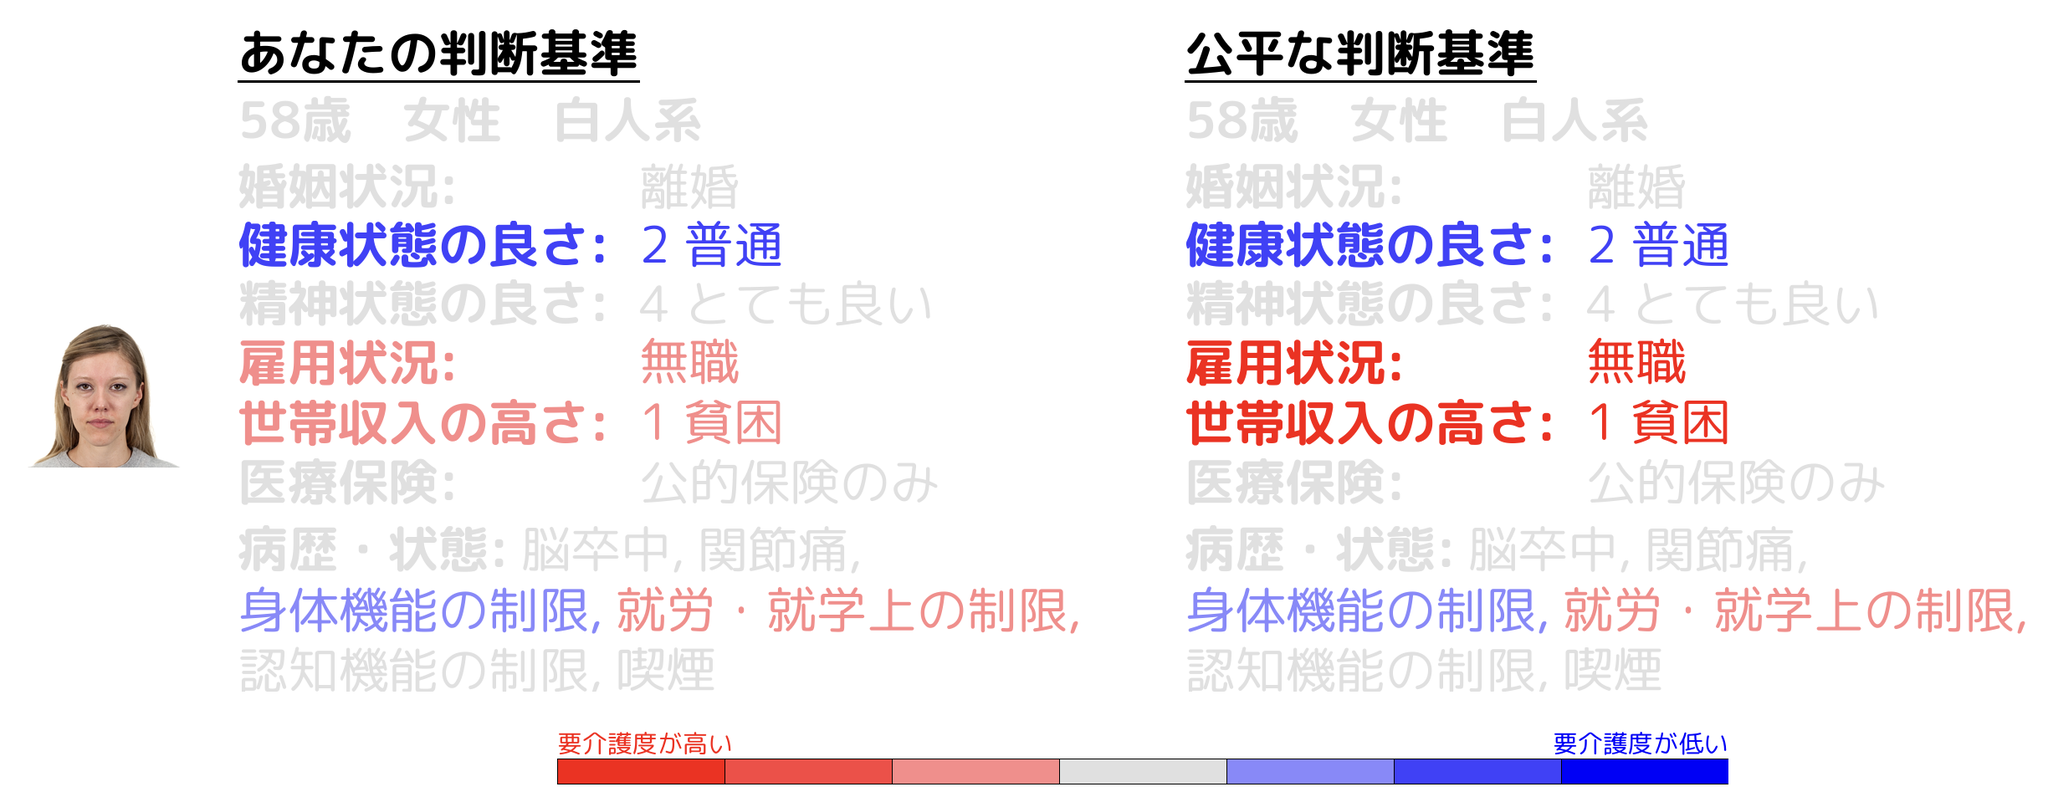 あなたの判断基準
58歳　女性　白人系
婚姻状況: 離婚
健康状態の良さ: 2 普通
精神状態の良さ: 4 とても良い
雇用状況: 無職
世帯収入の高さ: 1 貧困
医療保険: 公的保険のみ
病歴・状態: 脳卒中, 関節痛,
身体機能の制限, 就労・就学上の制限,
認知機能の制限, 喫煙
公平な判断基準
58歳　女性　白人系
婚姻状況: 離婚
健康状態の良さ: 2 普通
精神状態の良さ: 4 とても良い
雇用状況: 無職
世帯収入の高さ: 1 貧困
医療保険: 公的保険のみ
病歴・状態: 脳卒中, 関節痛,
身体機能の制限, 就労・就学上の制限,
認知機能の制限, 喫煙
要介護度が高い
要介護度が低い